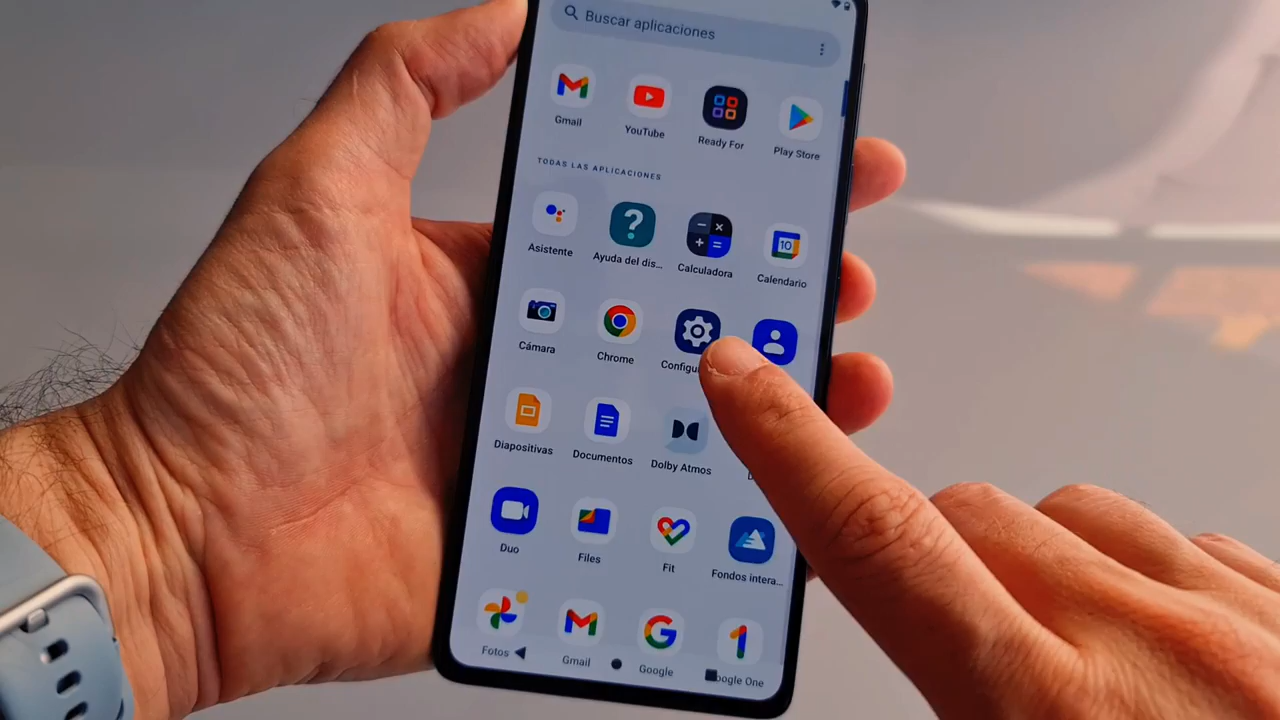 Buscar aplicaciones
Gmail YouTube Ready For Play Store
TODAS LAS APLICACIONES
Asistente Ayuda del dis... Calculadora Calendario
10
Cámara Chrome
Diapositivas Documentos Dolby Atmos
Duo Files Fit Fondos intera...
Fotos Gmail Google oogle One